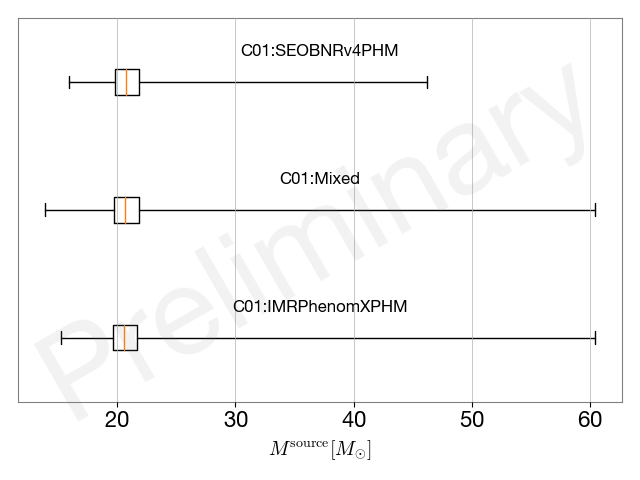 C01:SEOBNRv4PHM
C01:Mixed
C01:IMRPhenomXPHM
Preliminary
20 30 40 50 60
M^source[M_⊙]